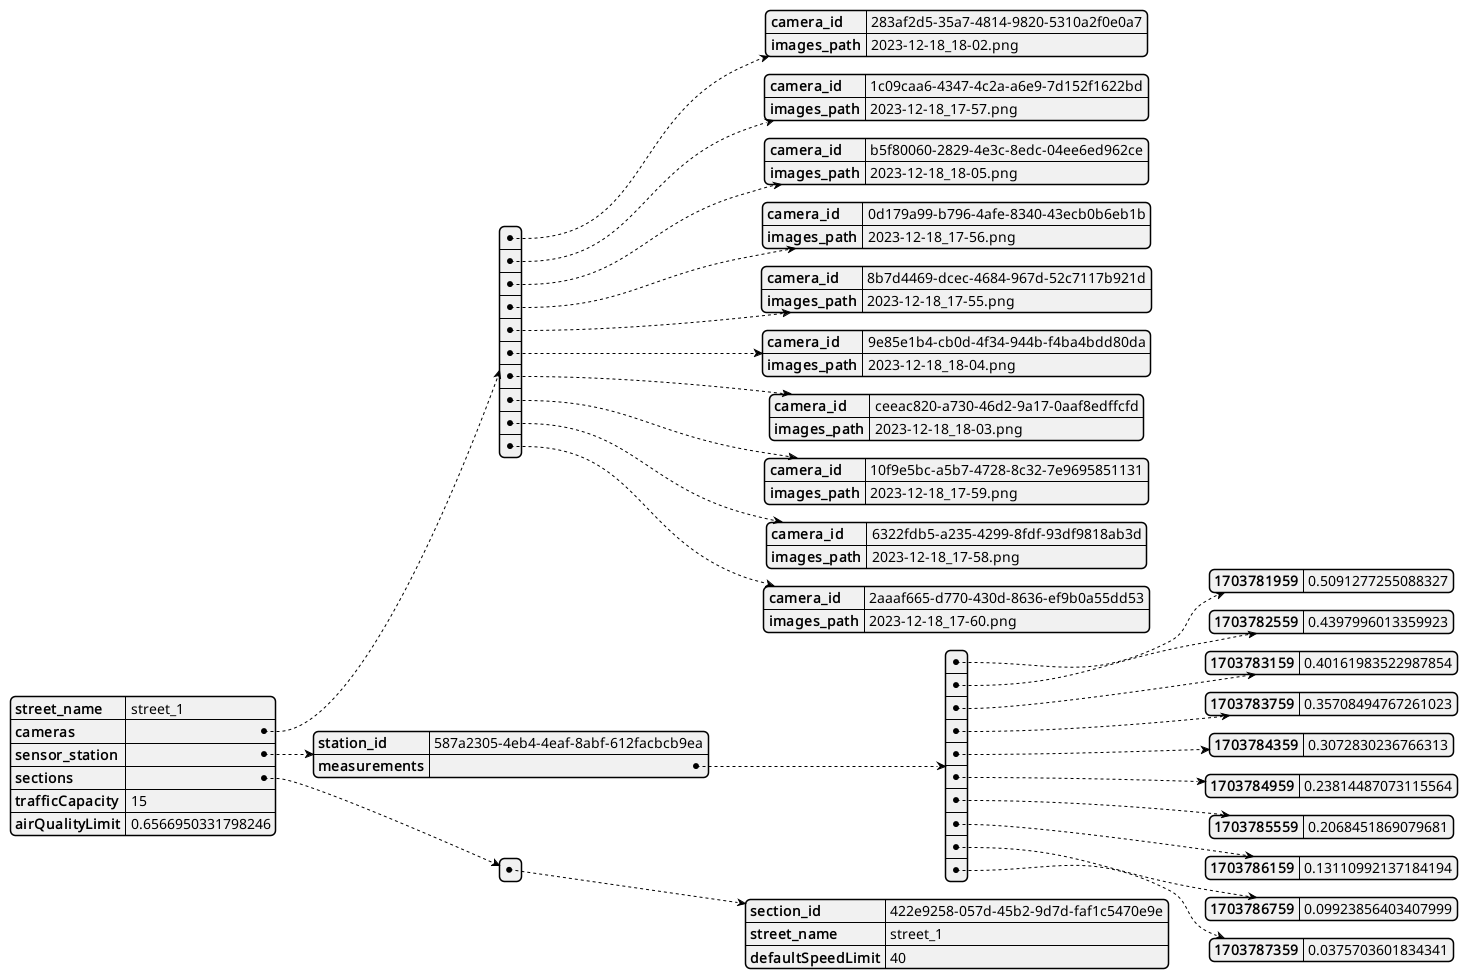 camera_id 283af2d5-35a7-4814-9820-5310a2f0e0a7
images_path 2023-12-18_18-02.png
camera_id 1c09caa6-4347-4c2a-a6e9-7d152f1622bd
images_path 2023-12-18_17-57.png
camera_id b5f80060-2829-4e3c-8edc-04ee6ed962ce
images_path 2023-12-18_18-05.png
camera_id 0d179a99-b796-4afe-8340-43ecb0b6eb1b
images_path 2023-12-18_17-56.png
camera_id 8b7d4469-dcec-4684-967d-52c7117b921d
images_path 2023-12-18_17-55.png
camera_id 9e85e1b4-cb0d-4f34-944b-f4ba4bdd80da
images_path 2023-12-18_18-04.png
camera_id ceeac820-a730-46d2-9a17-0aaf8edffcfd
images_path 2023-12-18_18-03.png
camera_id 10f9e5bc-a5b7-4728-8c32-7e9695851131
images_path 2023-12-18_17-59.png
camera_id 6322fdb5-a235-4299-8fdf-93df9818ab3d
images_path 2023-12-18_17-58.png
camera_id 2aaaf665-d770-430d-8636-ef9b0a55dd53
images_path 2023-12-18_17-60.png
street_name street_1
cameras
sensor_station
sections
trafficCapacity 15
airQualityLimit 0.6566950331798246
station_id 587a2305-4eb4-4eaf-8abf-612facbcb9ea
measurements
1703781959 0.5091277255088327
1703782559 0.4397996013359923
1703783159 0.40161983522987854
1703783759 0.35708494767261023
1703784359 0.3072830236766313
1703784959 0.23814487073115564
1703785559 0.2068451869079681
1703786159 0.13110992137184194
1703786759 0.09923856403407999
1703787359 0.0375703601834341
section_id 422e9258-057d-45b2-9d7d-faf1c5470e9e
street_name street_1
defaultSpeedLimit 40